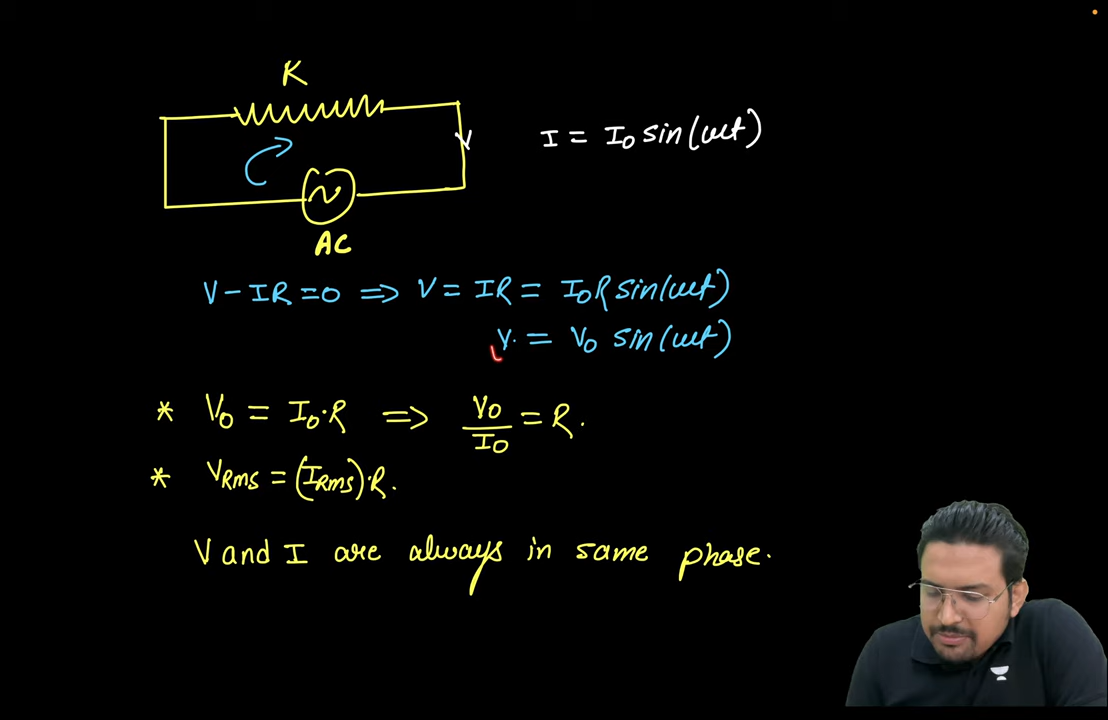 R
I = I₀ sin(ωt)
AC
V - IR = 0 ⟹ V = IR = I₀R sin(ωt)
V = V₀ sin(ωt)
* V₀ = I₀·R ⟹ V₀/I₀ = R.
* VRMS = (IRMS)·R.
V and I are always in same phase.